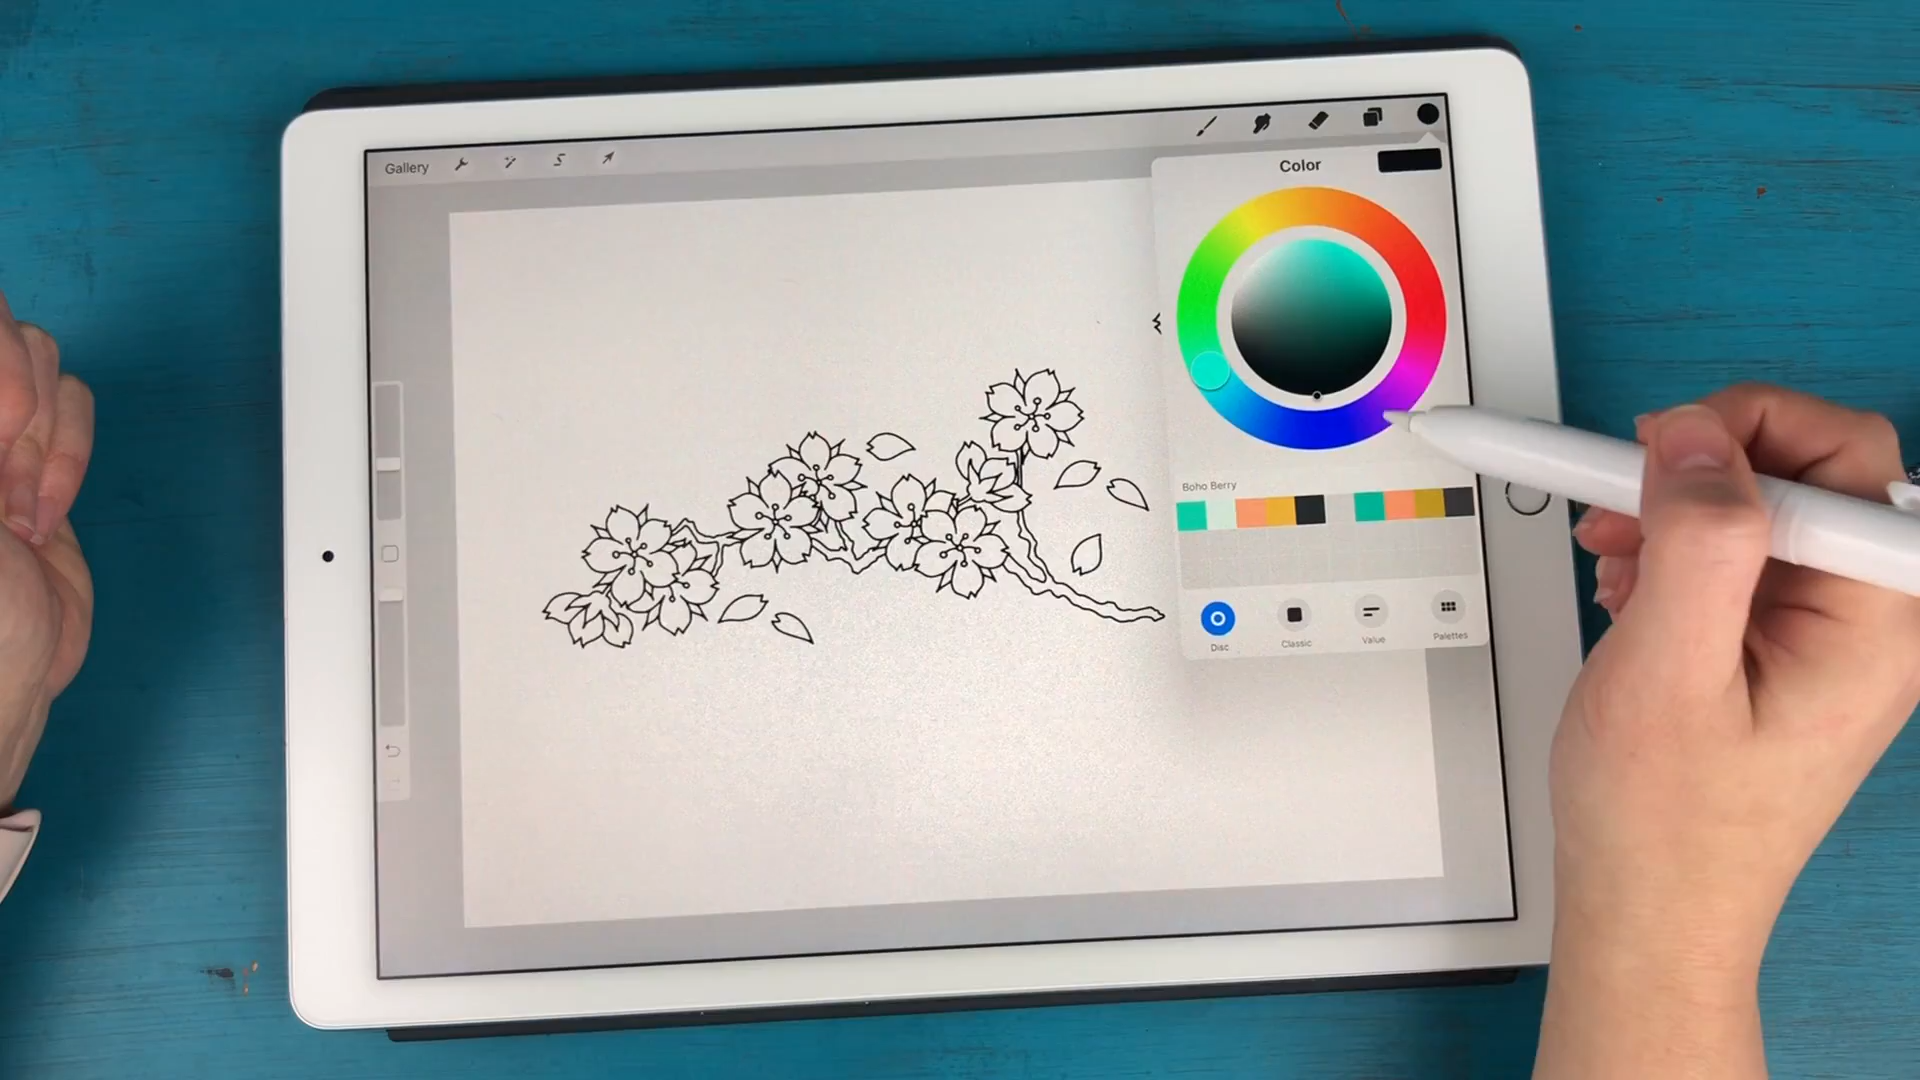 Gallery
Color
Boho Berry
Disc
Classic
Value
Palettes